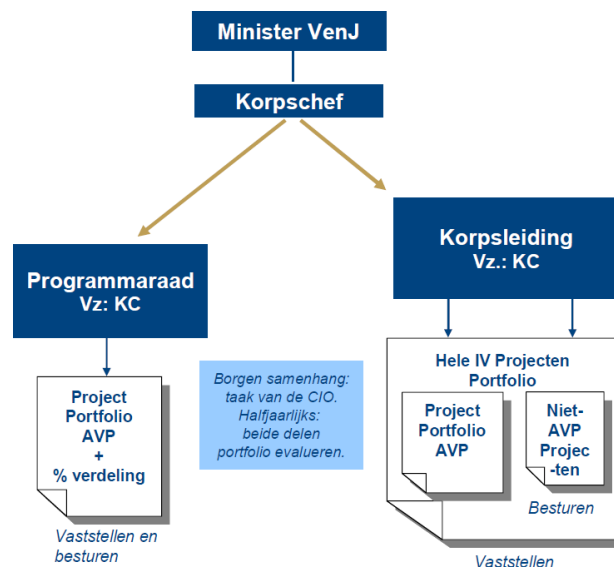 Minister VenJ
Korpschef
Programmaraad
Vz: KC
Korpsleiding
Vz.: KC
Project
Portfolio
AVP
+
% verdeling
Vaststellen en
besturen
Borgen samenhang:
taak van de CIO.
Halfjaarlijks:
beide delen
portfolio evalueren.
Hele IV Projecten
Portfolio
Project
Portfolio
AVP
Niet-
AVP
Projec
-ten
Besturen
Vaststellen